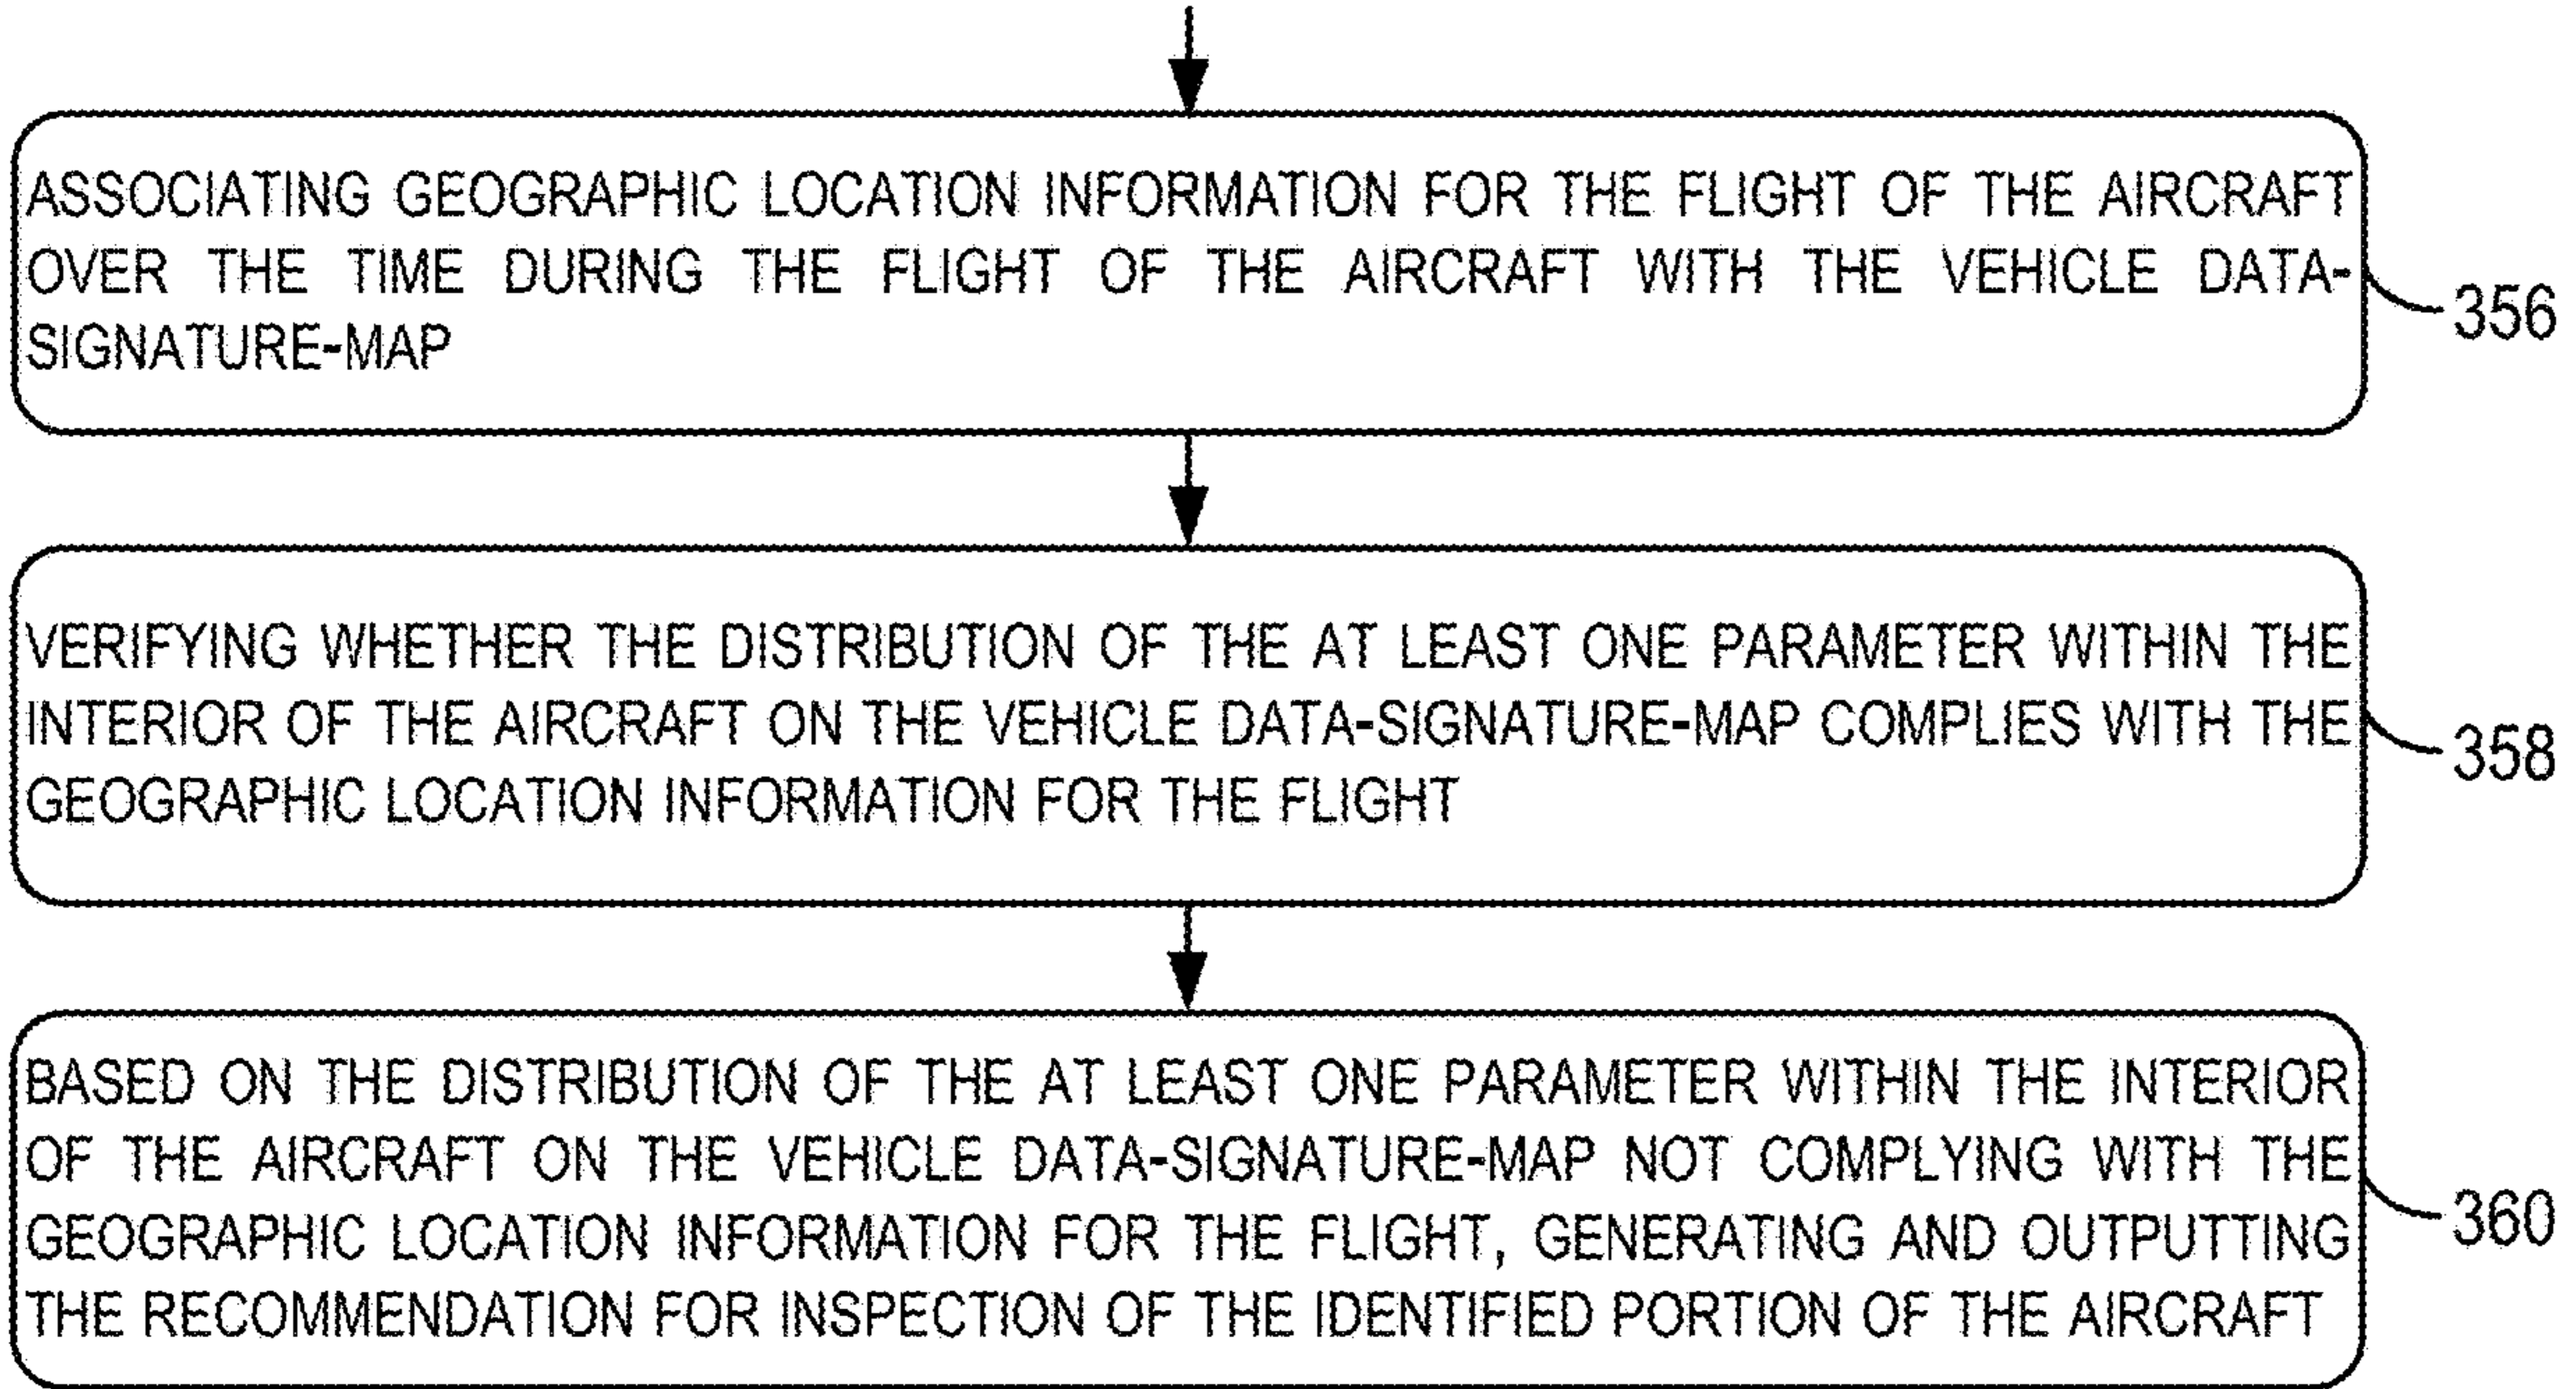 ASSOCIATING GEOGRAPHIC LOCATION INFORMATION FOR THE FLIGHT OF THE AIRCRAFT
OVER THE TIME DURING THE FLIGHT OF THE AIRCRAFT WITH THE VEHICLE DATA-
SIGNATURE-MAP
356
VERIFYING WHETHER THE DISTRIBUTION OF THE AT LEAST ONE PARAMETER WITHIN THE
INTERIOR OF THE AIRCRAFT ON THE VEHICLE DATA-SIGNATURE-MAP COMPLIES WITH THE
GEOGRAPHIC LOCATION INFORMATION FOR THE FLIGHT
358
BASED ON THE DISTRIBUTION OF THE AT LEAST ONE PARAMETER WITHIN THE INTERIOR
OF THE AIRCRAFT ON THE VEHICLE DATA-SIGNATURE-MAP NOT COMPLYING WITH THE
GEOGRAPHIC LOCATION INFORMATION FOR THE FLIGHT, GENERATING AND OUTPUTTING
THE RECOMMENDATION FOR INSPECTION OF THE IDENTIFIED PORTION OF THE AIRCRAFT
360